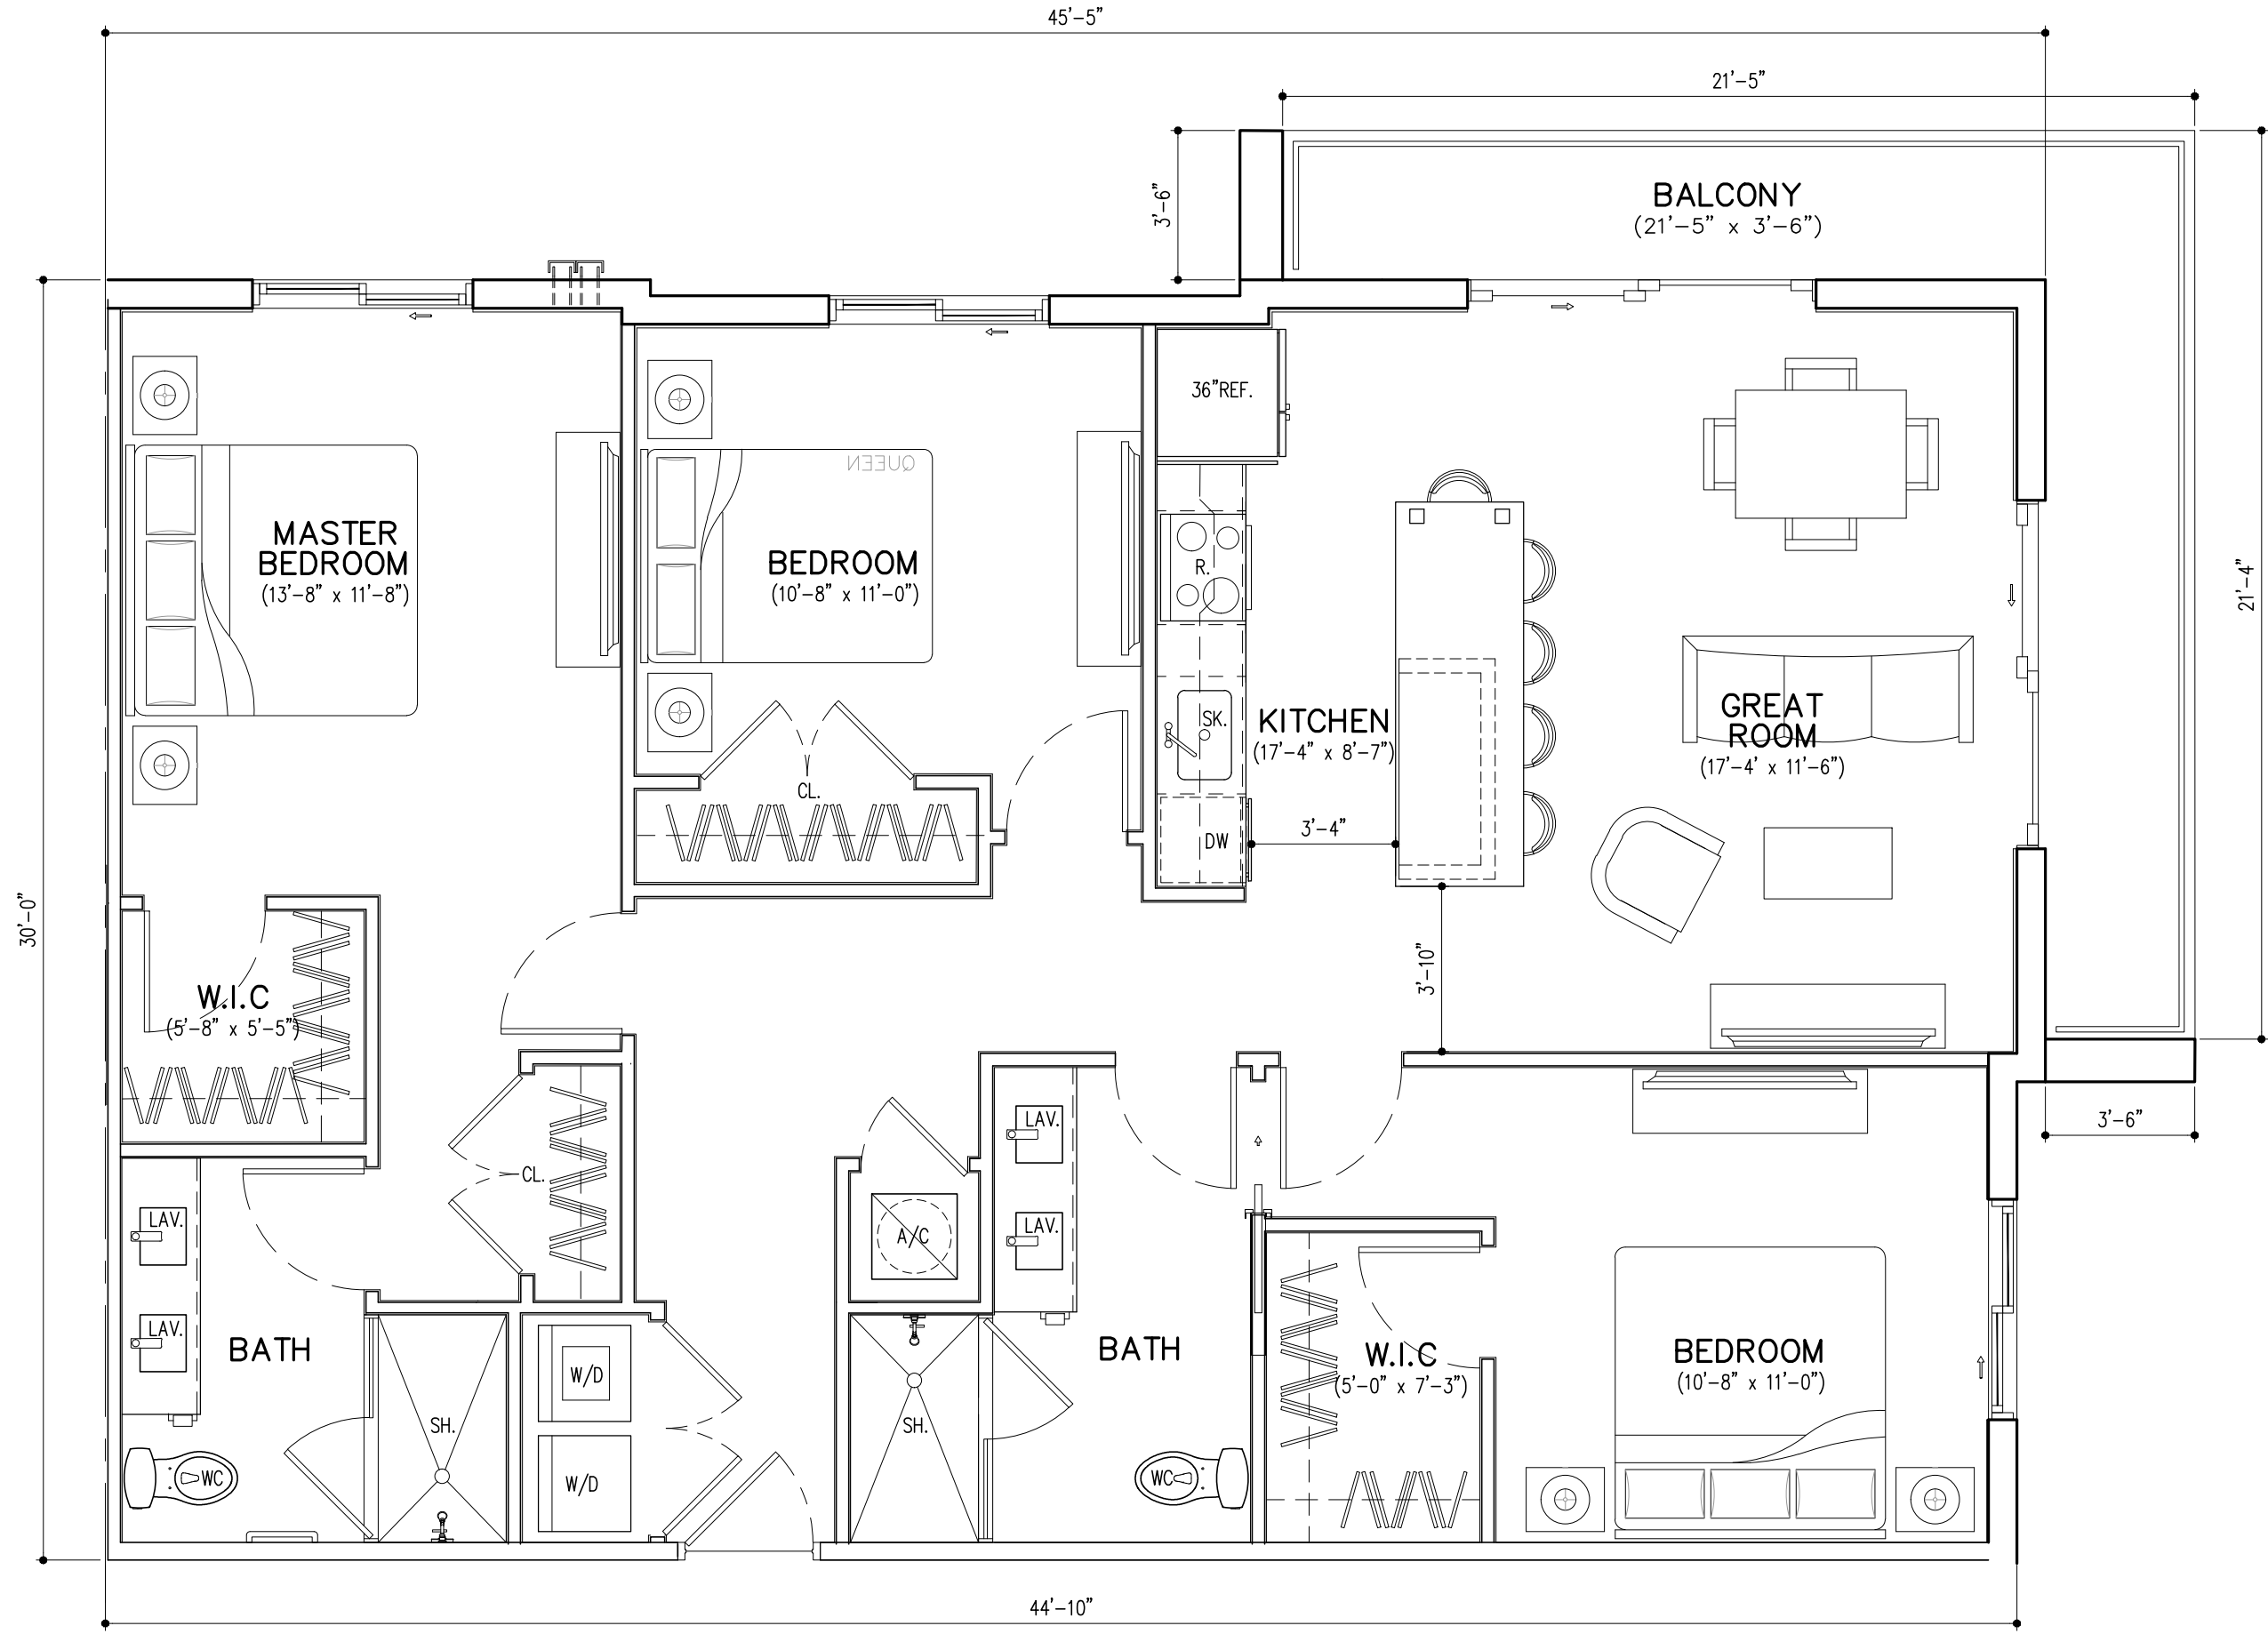 45'-5"
21'-5"
3'-6"
BALCONY
(21'-5" x 3'-6")
36"REF.
QUEEN
MASTER
BEDROOM
(13'-8" x 11'-8")
BEDROOM
(10'-8" x 11'-0")
R.
21'-4"
SK.
KITCHEN
(17'-4" x 8'-7")
GREAT
ROOM
(17'-4' x 11'-6")
CL.
DW
3'-4"
30'-0"
3'-10"
W.I.C
(5'-8" x 5'-5")
LAV.
3'-6"
CL.
LAV.
A/C
LAV.
LAV.
BATH
W/D
SH.
W/D
WC
SH.
BATH
WC
W.I.C
(5'-0" x 7'-3")
BEDROOM
(10'-8" x 11'-0")
44'-10"